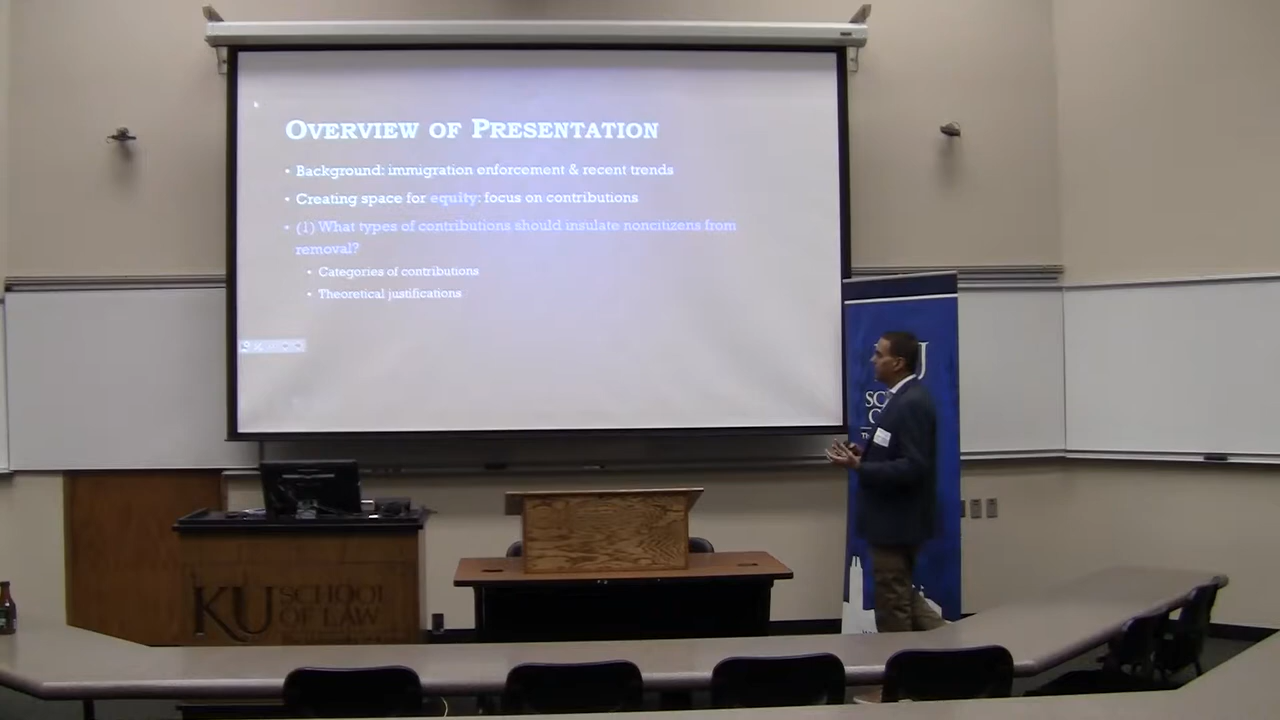 OVERVIEW OF PRESENTATION
• Background: immigration enforcement & recent trends
• Creating space for equity: focus on contributions
• (1) What types of contributions should insulate noncitizens from
removal?
• Categories of contributions
• Theoretical justifications
KU SCHOOL
OF LAW